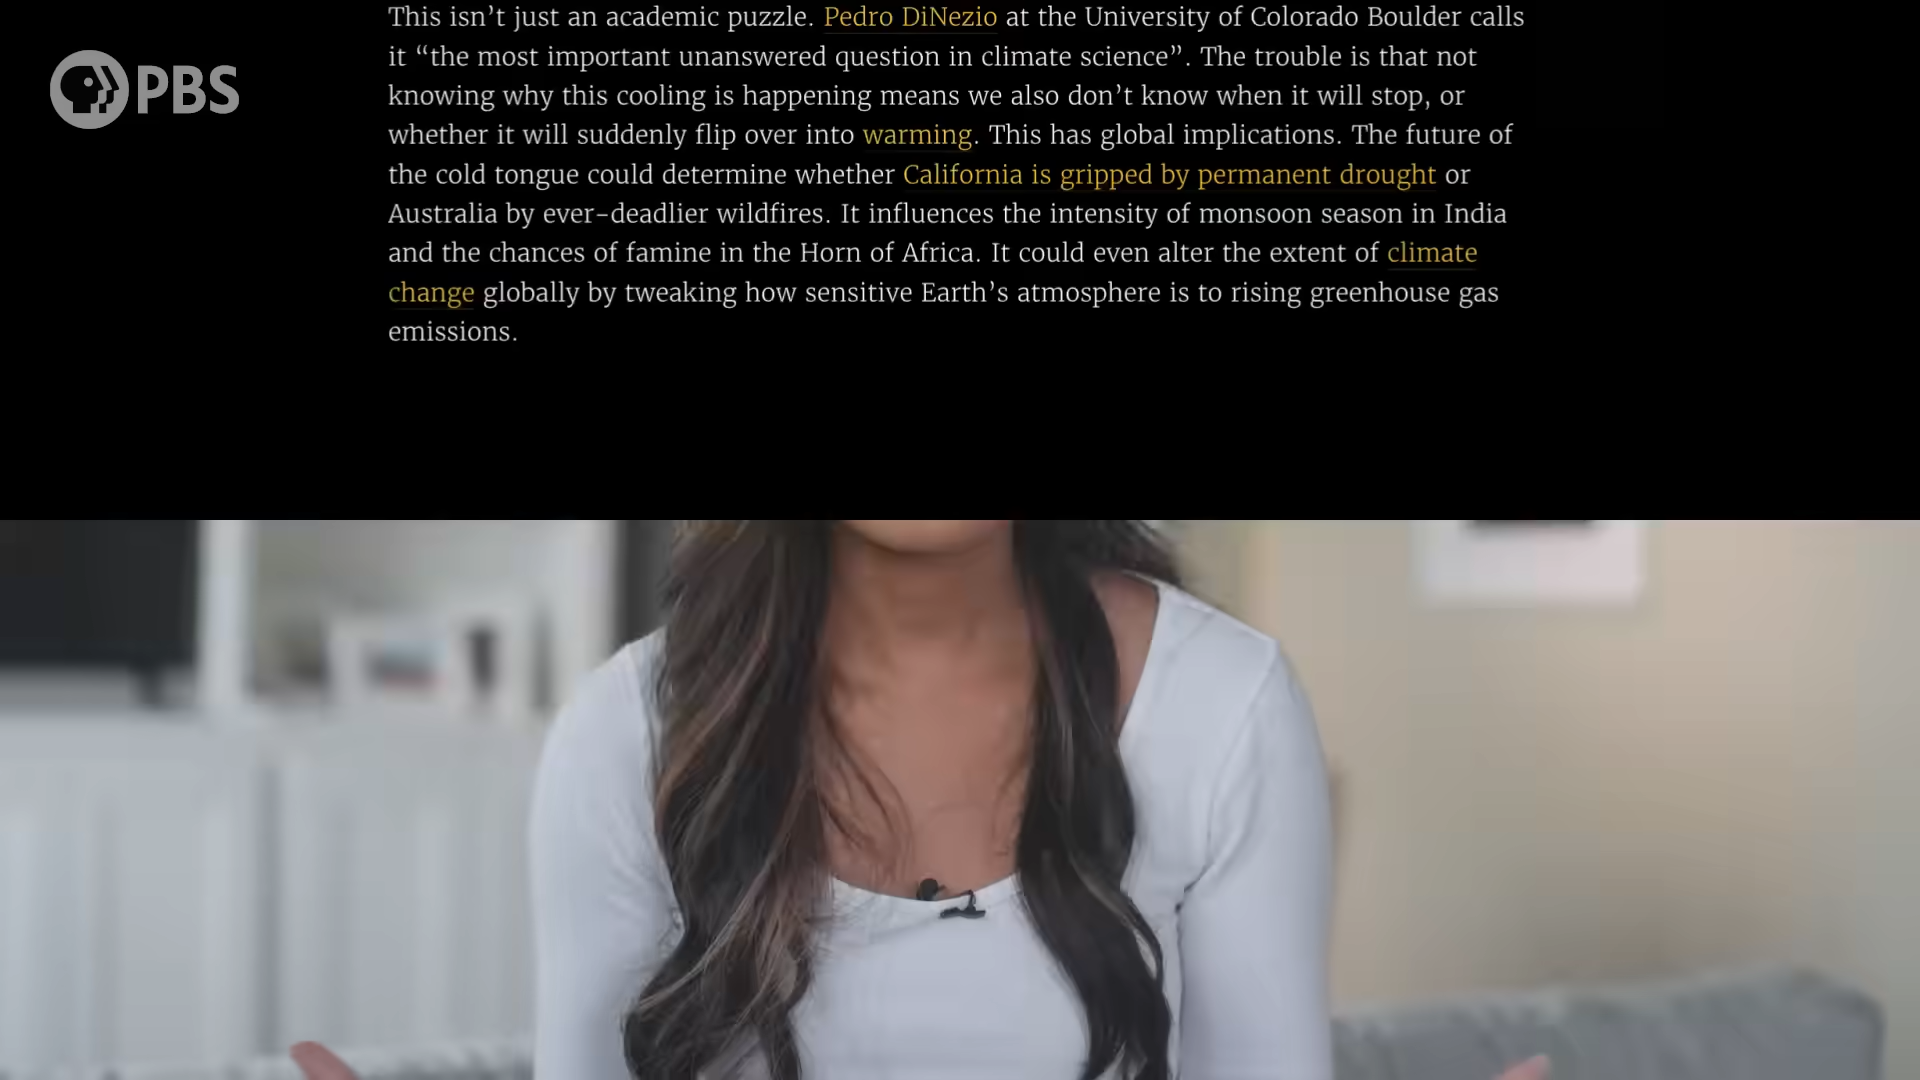 This isn’t just an academic puzzle. Pedro DiNezio at the University of Colorado Boulder calls
it “the most important unanswered question in climate science”. The trouble is that not
PBS
knowing why this cooling is happening means we also don’t know when it will stop, or
whether it will suddenly flip over into warming. This has global implications. The future of
the cold tongue could determine whether California is gripped by permanent drought or
Australia by ever-deadlier wildfires. It influences the intensity of monsoon season in India
and the chances of famine in the Horn of Africa. It could even alter the extent of climate
change globally by tweaking how sensitive Earth’s atmosphere is to rising greenhouse gas
emissions.